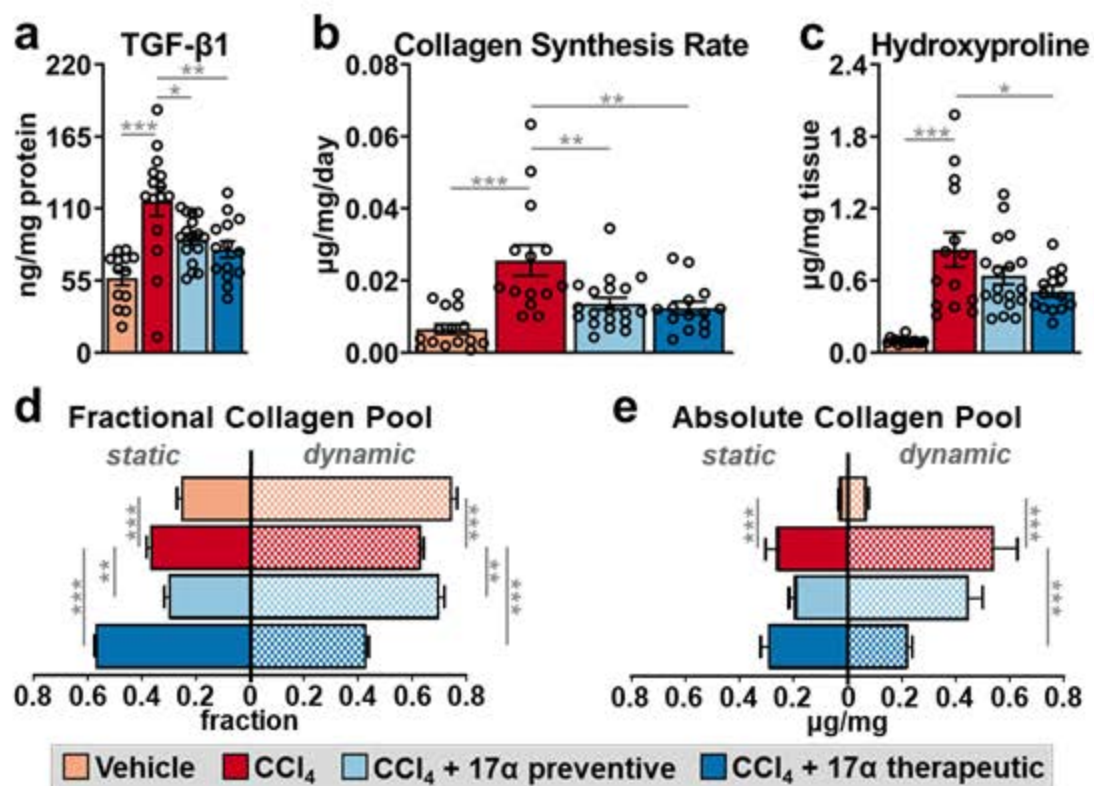 a
TGF-β1
220
165
110
55
0
ng/mg protein
***
*
**
b
Collagen Synthesis Rate
0.08
0.06
0.04
0.02
0.00
µg/mg/day
***
**
**
c
Hydroxyproline
2.4
1.8
1.2
0.6
0.0
µg/mg tissue
***
*
d
Fractional Collagen Pool
static dynamic
***
**
***
***
**
***
0.8 0.6 0.4 0.2 0 0.2 0.4 0.6 0.8
fraction
e
Absolute Collagen Pool
static dynamic
***
***
***
0.8 0.6 0.4 0.2 0 0.2 0.4 0.6 0.8
µg/mg
Vehicle CCl₄ CCl₄ + 17α preventive CCl₄ + 17α therapeutic